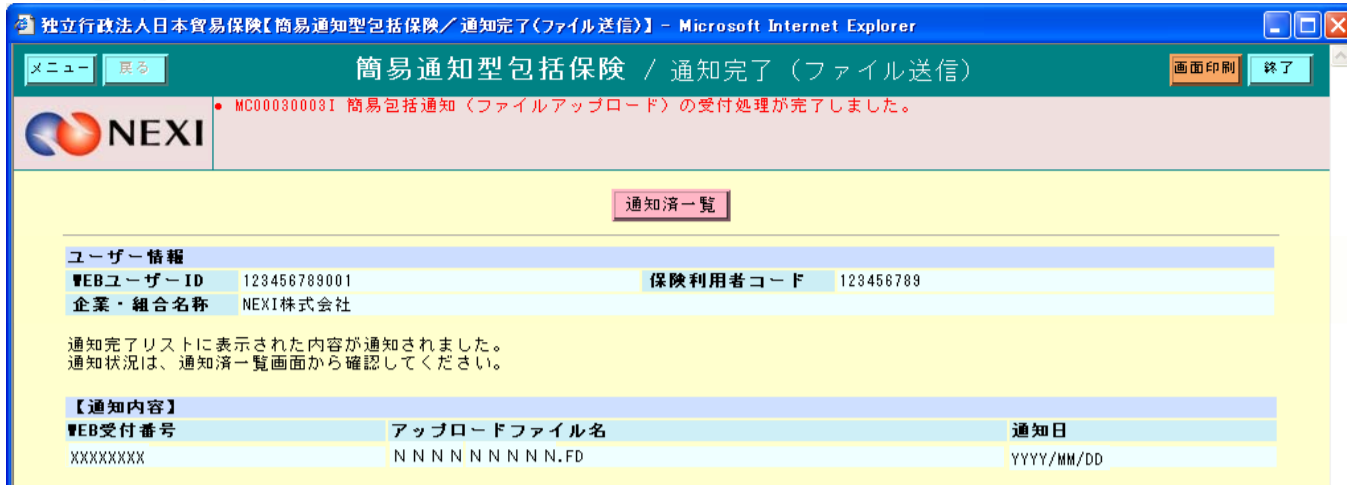 独立行政法人日本貿易保険【簡易通知型包括保険／通知完了(ファイル送信)】 - Microsoft Internet Explorer
メニュー 戻る 簡易通知型包括保険 / 通知完了（ファイル送信） 画面印刷 終了
NEXI
● MC00030003I 簡易包括通知（ファイルアップロード）の受付処理が完了しました。
通知済一覧
ユーザー情報
WEBユーザーID 123456789001 保険利用者コード 123456789
企業・組合名称 NEXI株式会社
通知完了リストに表示された内容が通知されました。
通知状況は、通知済一覧画面から確認してください。
【通知内容】
WEB受付番号 アップロードファイル名 通知日
XXXXXXXX ＮＮＮＮＮＮＮＮＮ.FD YYYY/MM/DD